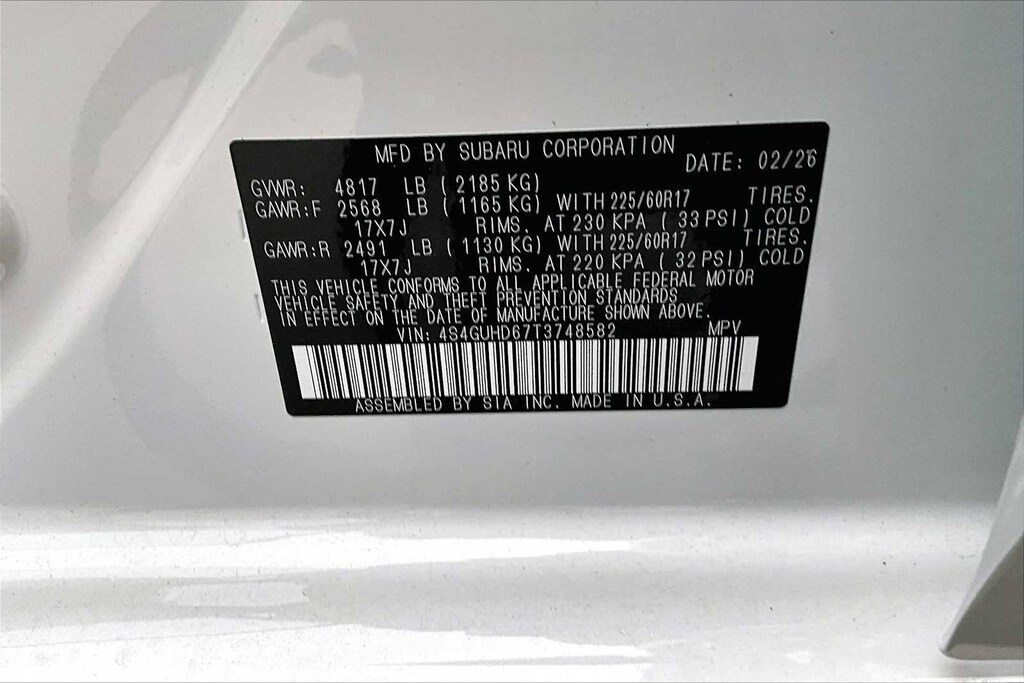 MFD BY SUBARU CORPORATION DATE: 02/26
GVWR: 4817 LB ( 2185 KG)
GAWR:F 2568 LB ( 1165 KG) WITH 225/60R17 TIRES.
17X7J RIMS. AT 230 KPA ( 33 PSI) COLD
GAWR:R 2491 LB ( 1130 KG) WITH 225/60R17 TIRES.
17X7J RIMS. AT 220 KPA ( 32 PSI) COLD
THIS VEHICLE CONFORMS TO ALL APPLICABLE FEDERAL MOTOR
VEHICLE SAFETY AND THEFT PREVENTION STANDARDS
IN EFFECT ON THE DATE OF MANUFACTURE SHOWN ABOVE.
VIN: 4S4GUHD67T3748582 MPV
ASSEMBLED BY SIA INC. MADE IN U.S.A.